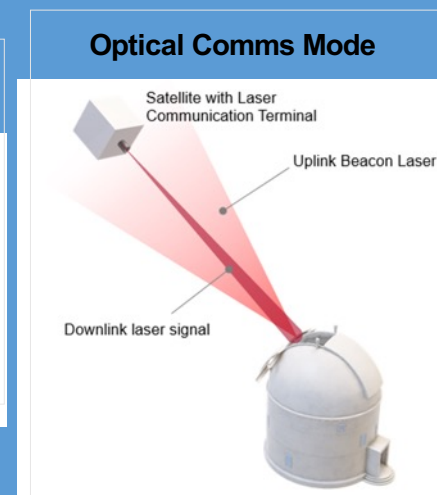 Optical Comms Mode
Satellite with Laser
Communication Terminal
Uplink Beacon Laser
Downlink laser signal